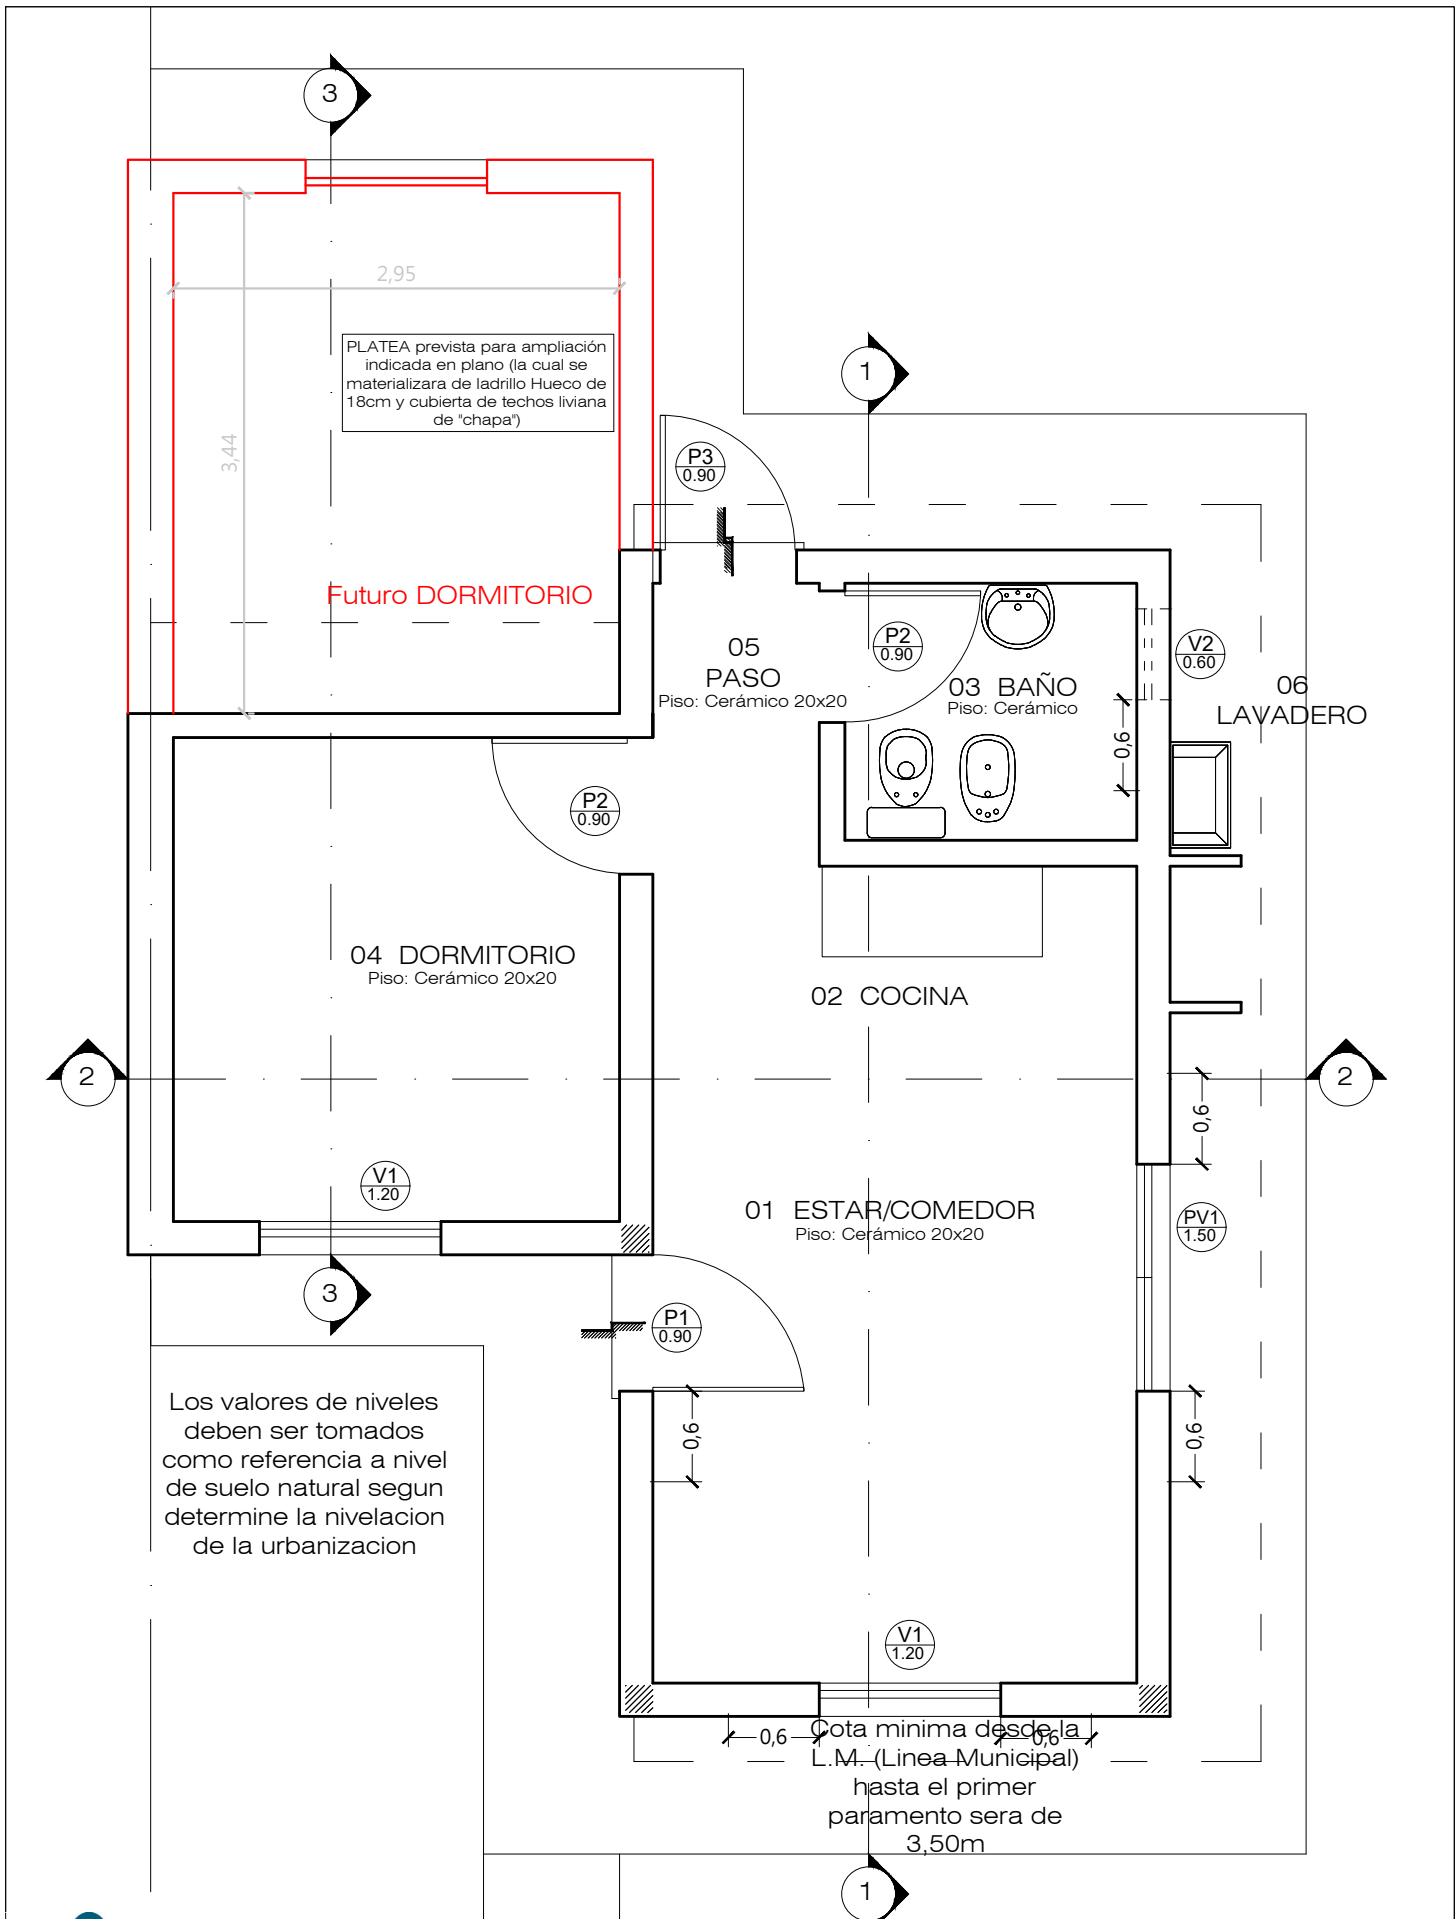 3
2,95
PLATEA prevista para ampliación
indicada en plano (la cual se
materializara de ladrillo Hueco de
18cm y cubierta de techos liviana
de "chapa")
3,44
1
P3
0.90
Futuro DORMITORIO
05
PASO
Piso: Cerámico 20x20
P2
0.90
03 BAÑO
Piso: Cerámico
V2
0.60
06
LAVADERO
0,6
P2
0.90
04 DORMITORIO
Piso: Cerámico 20x20
02 COCINA
2
2
0,6
V1
1.20
01 ESTAR/COMEDOR
Piso: Cerámico 20x20
PV1
1.50
3
P1
0.90
Los valores de niveles
deben ser tomados
como referencia a nivel
de suelo natural segun
determine la nivelacion
de la urbanizacion
0,6
0,6
V1
1.20
0,6
0,6
Cota minima desde la
L.M. (Linea Municipal)
hasta el primer
paramento sera de
3,50m
1